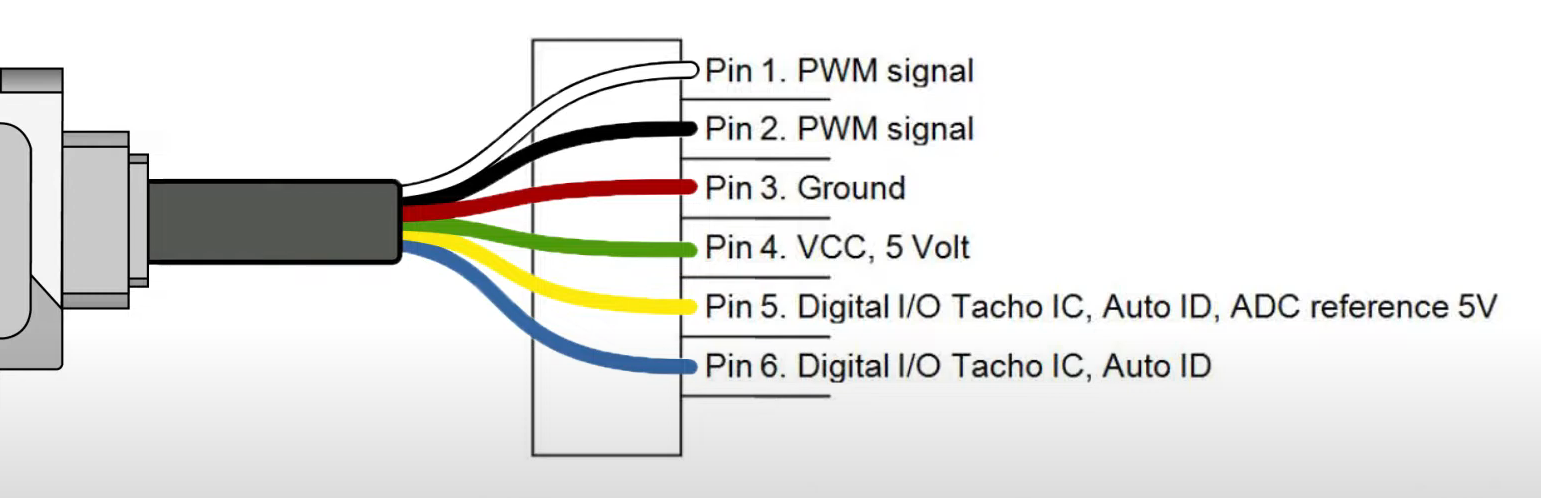 Pin 1. PWM signal
Pin 2. PWM signal
Pin 3. Ground
Pin 4. VCC, 5 Volt
Pin 5. Digital I/O Tacho IC, Auto ID, ADC reference 5V
Pin 6. Digital I/O Tacho IC, Auto ID